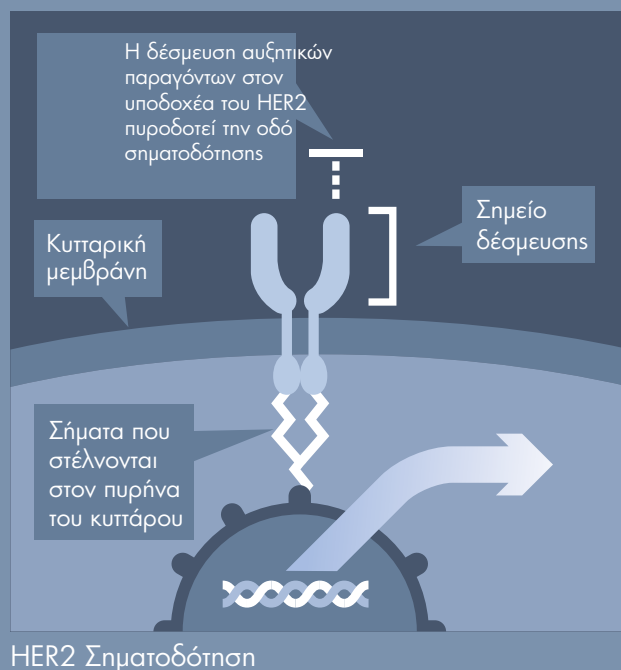 Η δέσμευση αυξητικών
παραγόντων στον
υποδοχέα του HER2
πυροδοτεί την οδό
σηματοδότησης
Σημείο
δέσμευσης
Κυτταρική
μεμβράνη
Σήματα που
στέλνονται
στον πυρήνα
του κυττάρου
HER2 Σηματοδότηση